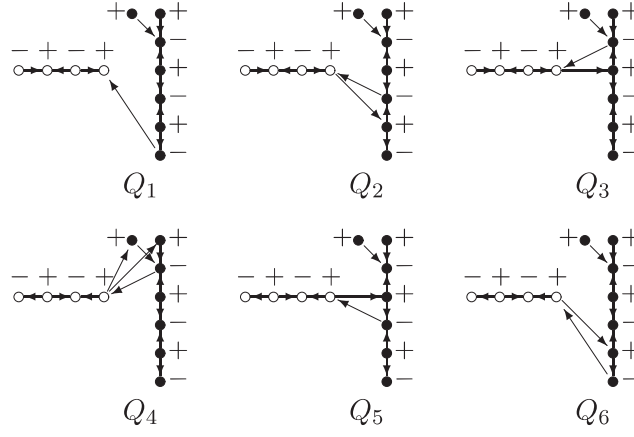 + + + + + +
− − −
− + − + − + − + − + − +
+ + +
− − −
+ + +
− − −
Q₁ Q₂ Q₃
+ + + + + +
− − −
− + − + − + − + − + − +
+ + +
− − −
+ + +
− − −
Q₄ Q₅ Q₆